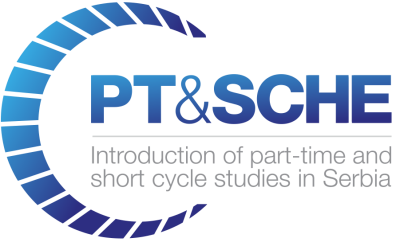 PT&SCHE
Introduction of part-time and
short cycle studies in Serbia